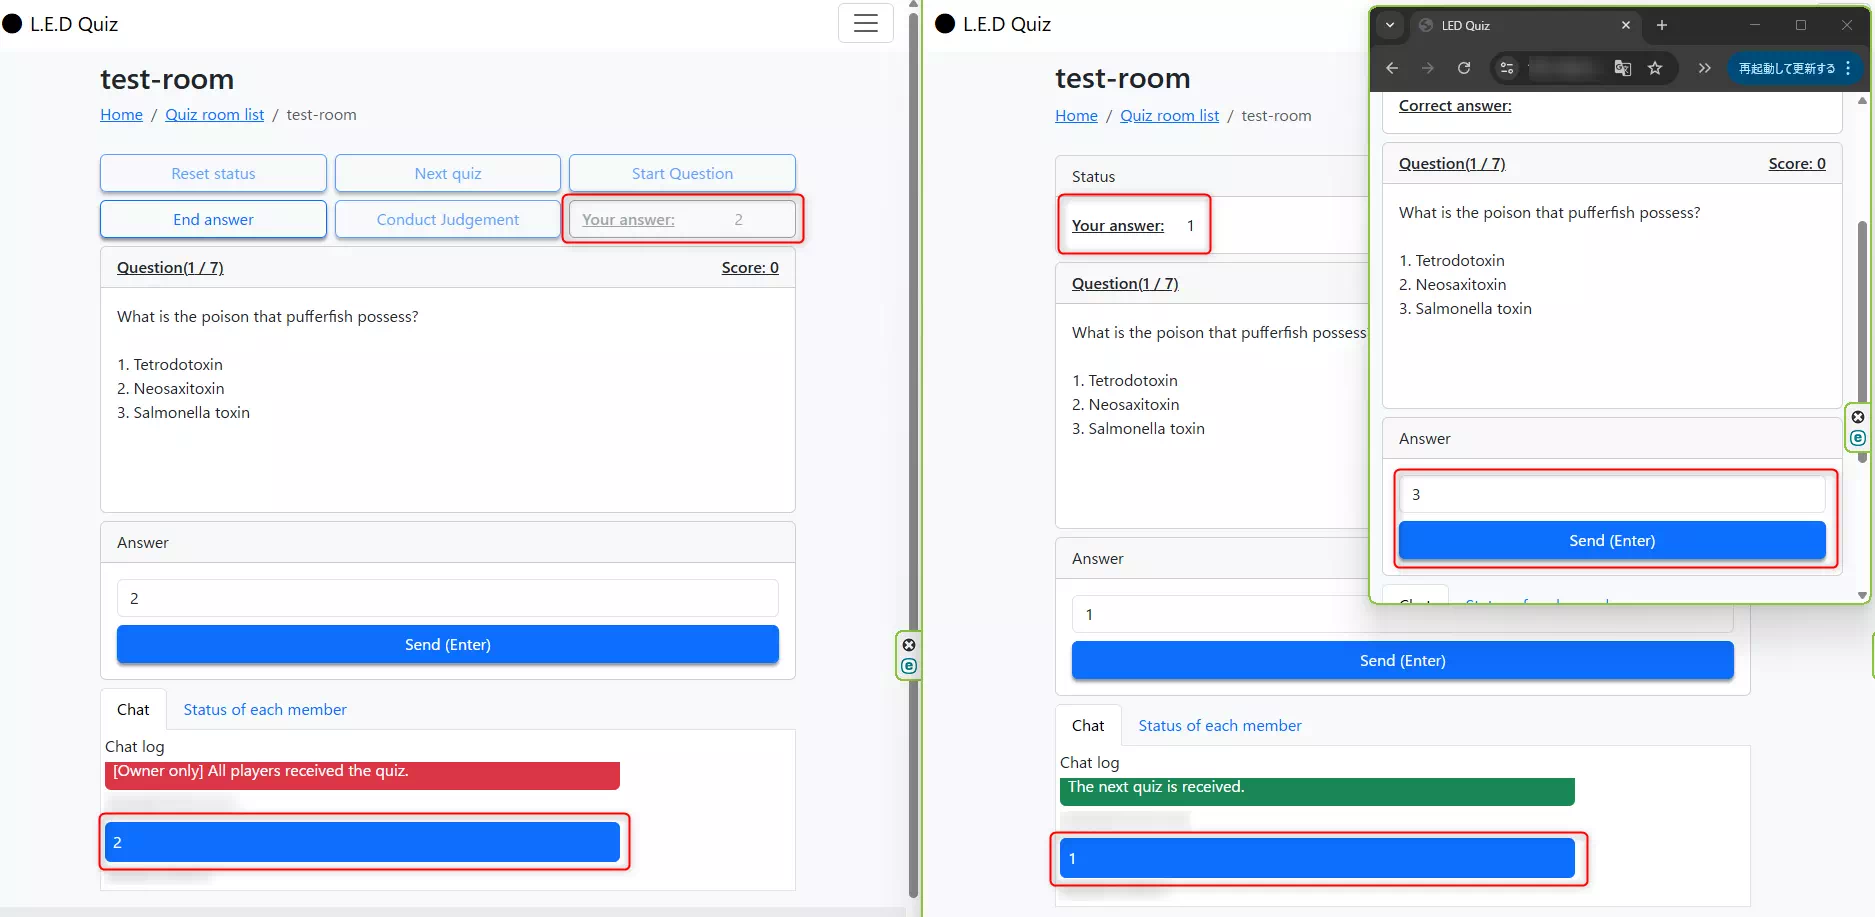 L.E.D Quiz
test-room
Home / Quiz room list / test-room
Reset status
Next quiz
Start Question
End answer
Conduct Judgement
Your answer: 2
Question(1 / 7)
Score: 0
What is the poison that pufferfish possess?
1. Tetrodotoxin
2. Neosaxitoxin
3. Salmonella toxin
Answer
2
Send (Enter)
Chat
Status of each member
Chat log
[Owner only] All players received the quiz.
2
L.E.D Quiz
test-room
Home / Quiz room list / test-room
Status
Your answer: 1
Question(1 / 7)
What is the poison that pufferfish possess
1. Tetrodotoxin
2. Neosaxitoxin
3. Salmonella toxin
Answer
1
Send (Enter)
Chat
Status of each member
Chat log
The next quiz is received.
1
LED Quiz
再起動して更新する
Correct answer:
Question(1 / 7)
Score: 0
What is the poison that pufferfish possess?
1. Tetrodotoxin
2. Neosaxitoxin
3. Salmonella toxin
Answer
3
Send (Enter)